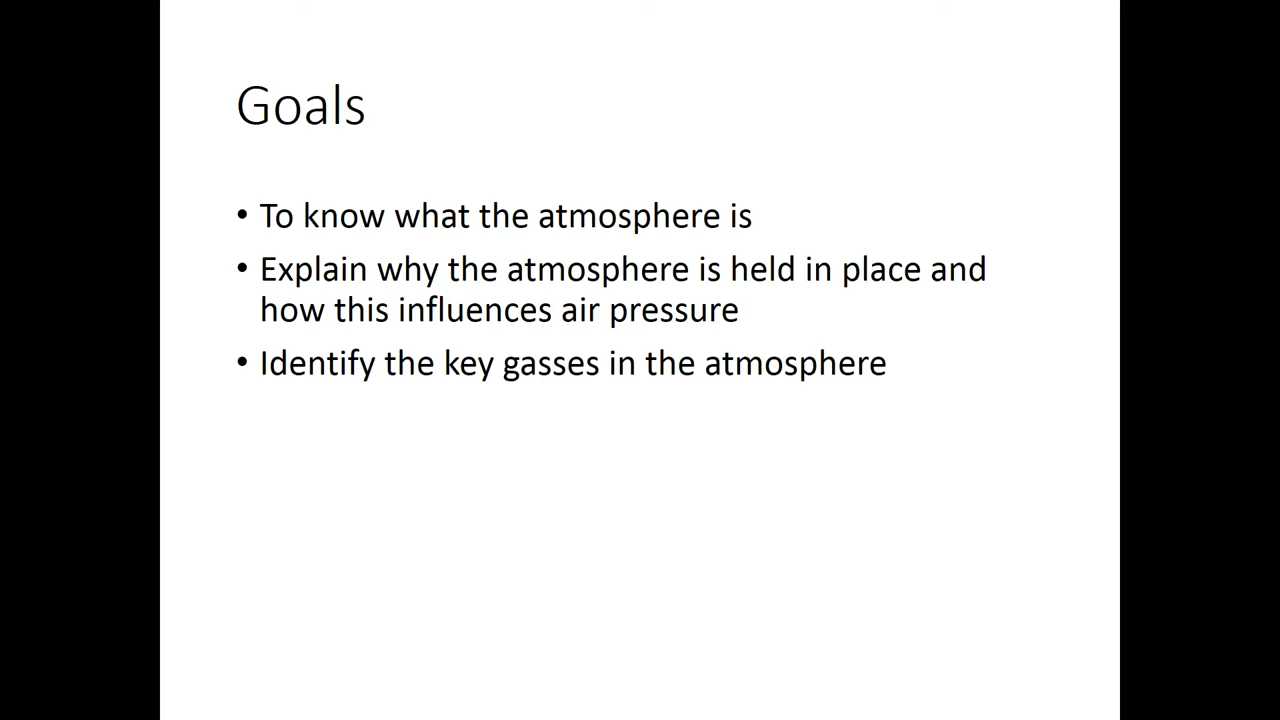 Goals
• To know what the atmosphere is
• Explain why the atmosphere is held in place and
how this influences air pressure
• Identify the key gasses in the atmosphere